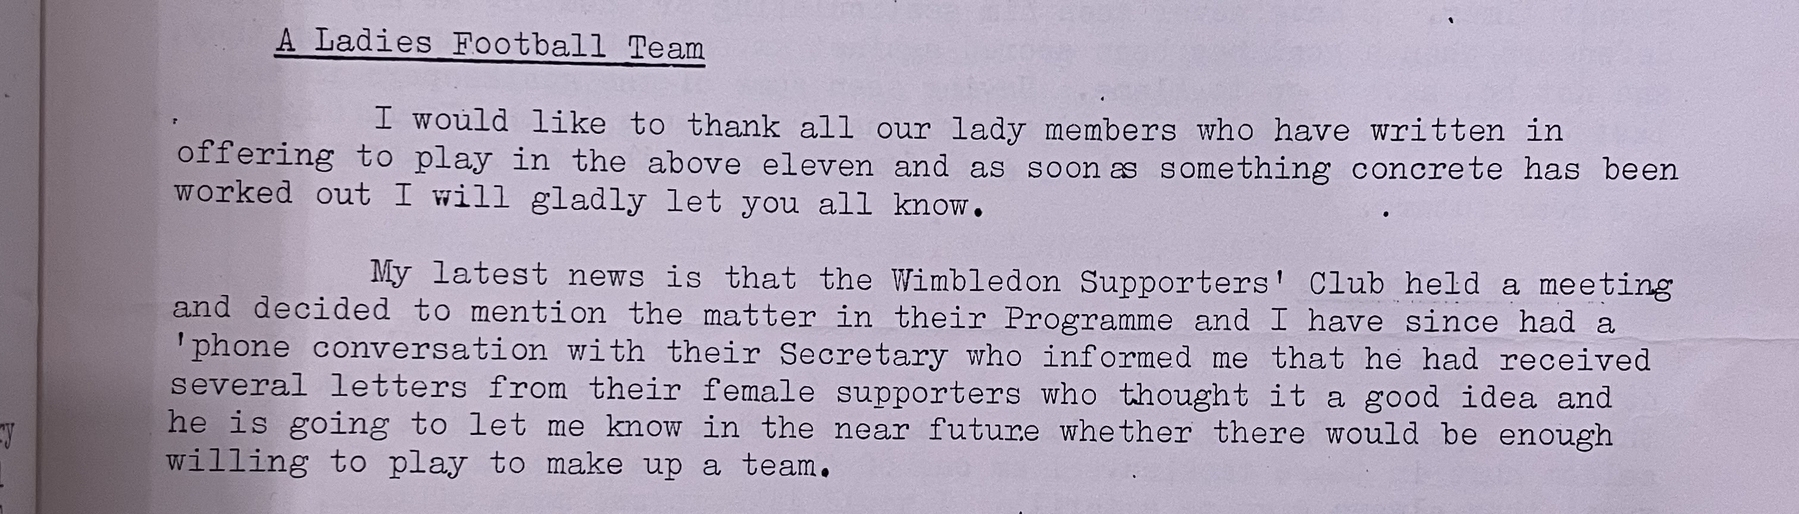 A Ladies Football Team
I would like to thank all our lady members who have written in
offering to play in the above eleven and as soon as something concrete has been
worked out I will gladly let you all know.
My latest news is that the Wimbledon Supporters' Club held a meeting
and decided to mention the matter in their Programme and I have since had a
'phone conversation with their Secretary who informed me that he had received
several letters from their female supporters who thought it a good idea and
he is going to let me know in the near future whether there would be enough
willing to play to make up a team.